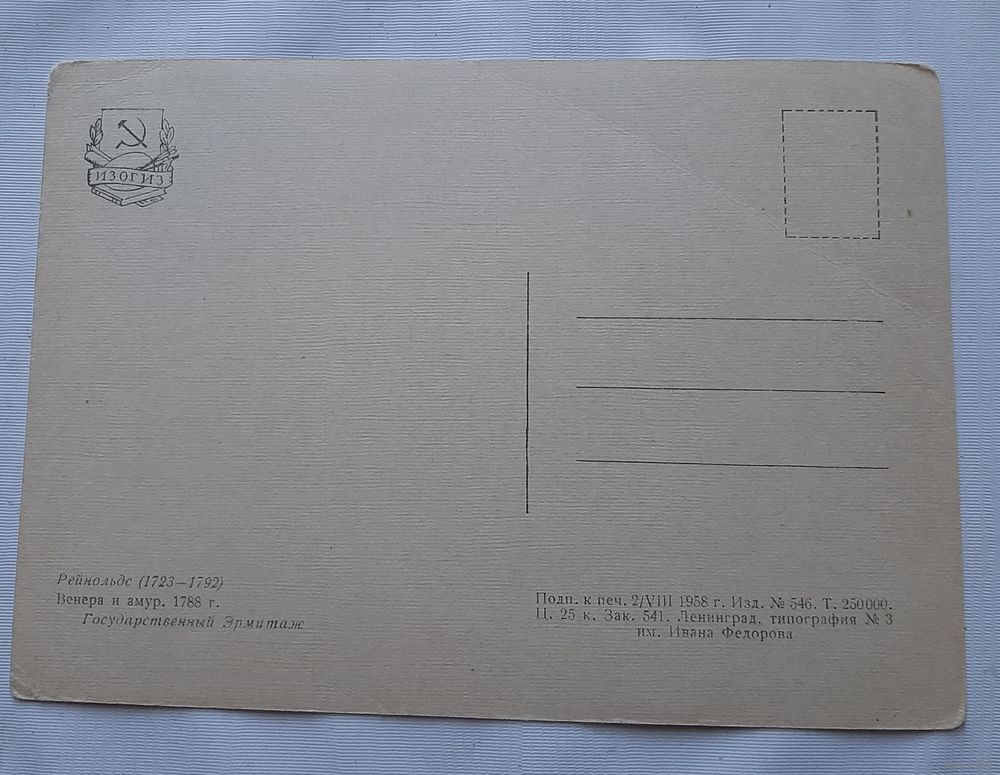 ИЗОГИЗ
Рейнольдс (1723—1792)
Венера и амур. 1788 г.
Государственный Эрмитаж
Подп. к печ. 2/VIII 1958 г. Изд. № 546. Т. 250000.
Ц. 25 к. Зак. 541. Ленинград, типография № 3
им. Ивана Федорова